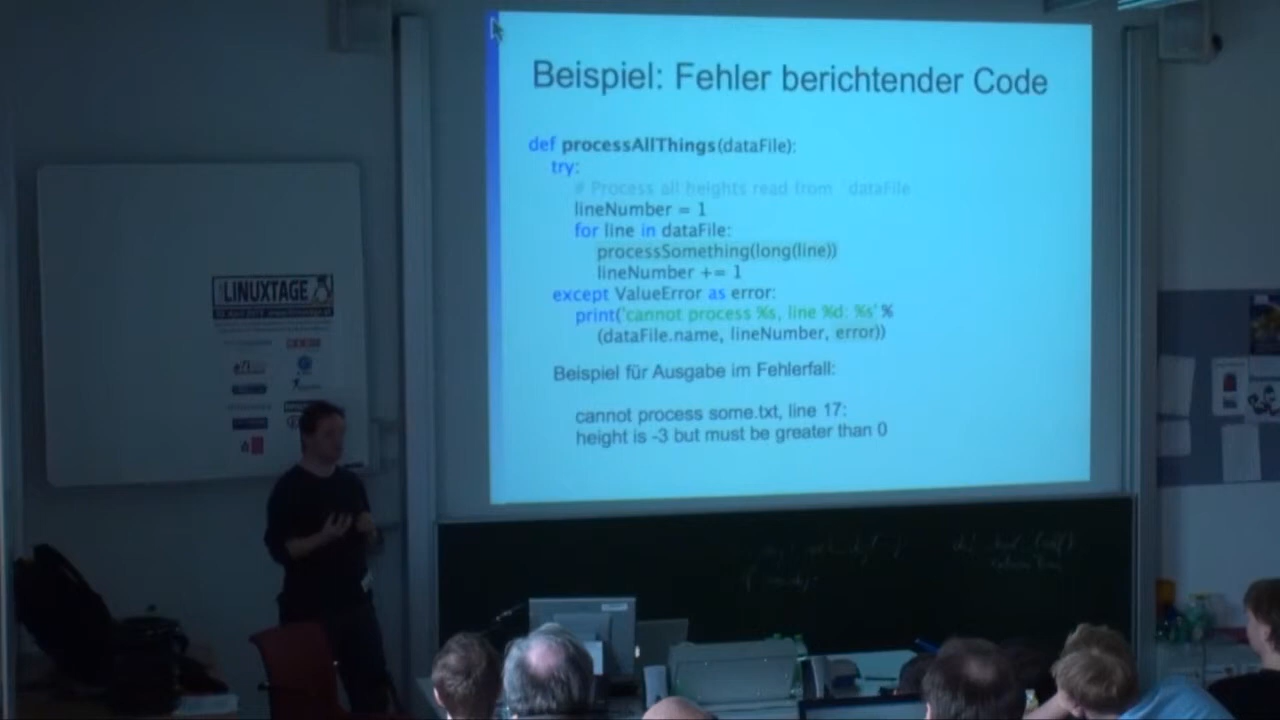 Beispiel: Fehler berichtender Code
def processAllThings(dataFile):
try:
# Process all heights read from `dataFile
lineNumber = 1
for line in dataFile:
processSomething(long(line))
lineNumber += 1
except ValueError as error:
print('cannot process %s, line %d: %s' %
(dataFile.name, lineNumber, error))
Beispiel für Ausgabe im Fehlerfall:
cannot process some.txt, line 17:
height is -3 but must be greater than 0
LINUXTAGE